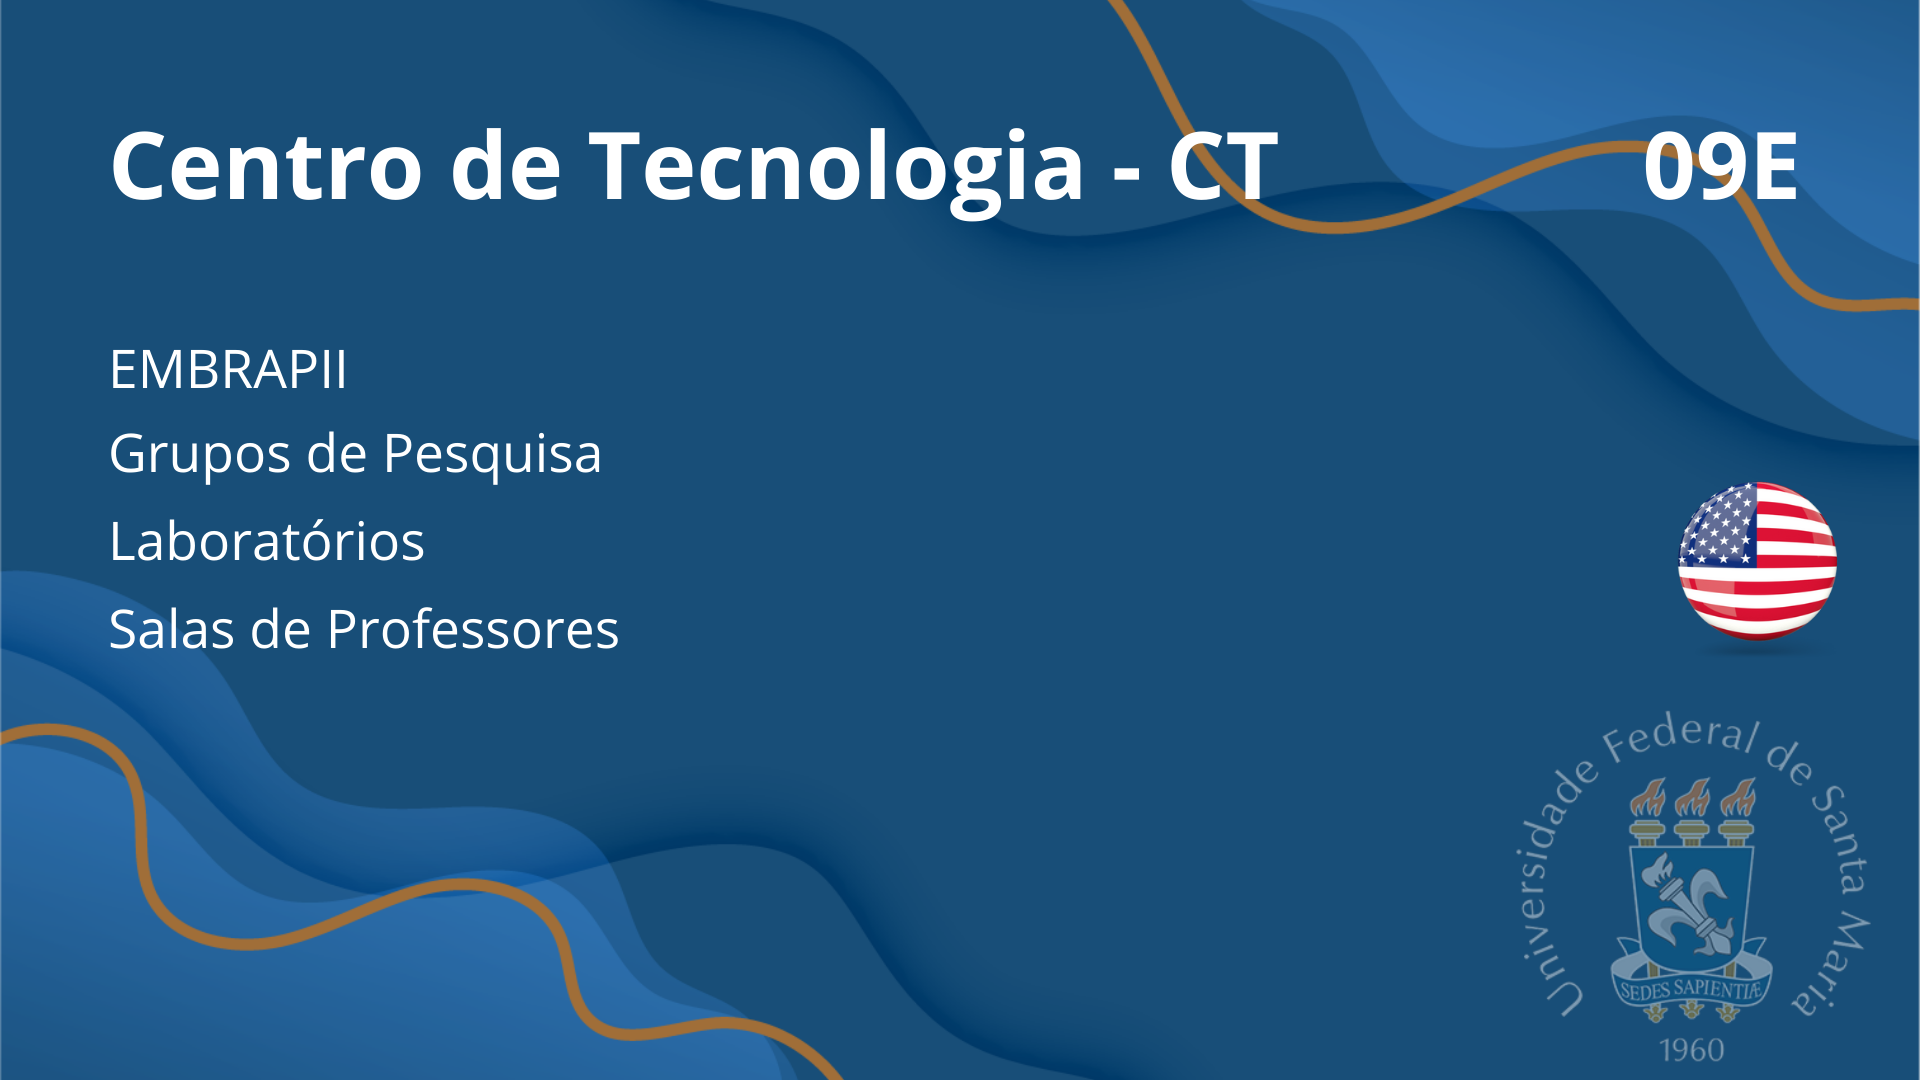 Centro de Tecnologia - CT 09E
EMBRAPII
Grupos de Pesquisa
Laboratórios
Salas de Professores
Universidade Federal de Santa Maria
SEDES SAPIENTIÆ
1960